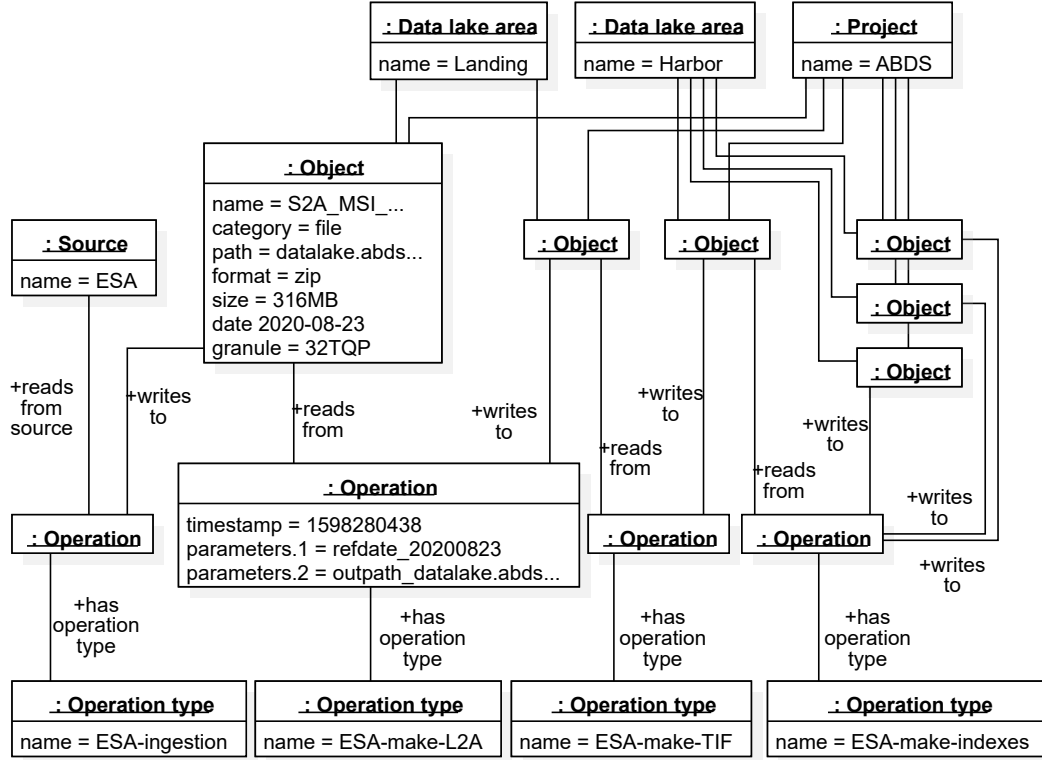 : Data lake area
name = Landing
: Data lake area
name = Harbor
: Project
name = ABDS
: Object
name = S2A_MSI_...
category = file
path = datalake.abds...
format = zip
size = 316MB
date 2020-08-23
granule = 32TQP
: Source
name = ESA
: Object
: Object
: Object
: Object
: Object
+reads
from
source
+writes
to
+reads
from
+writes
to
+reads
from
+writes
to
+reads
from
+writes
to
+writes
to
+writes
to
: Operation
: Operation
timestamp = 1598280438
parameters.1 = refdate_20200823
parameters.2 = outpath_datalake.abds...
: Operation
: Operation
+has
operation
type
+has
operation
type
+has
operation
type
+has
operation
type
: Operation type
name = ESA-ingestion
: Operation type
name = ESA-make-L2A
: Operation type
name = ESA-make-TIF
: Operation type
name = ESA-make-indexes